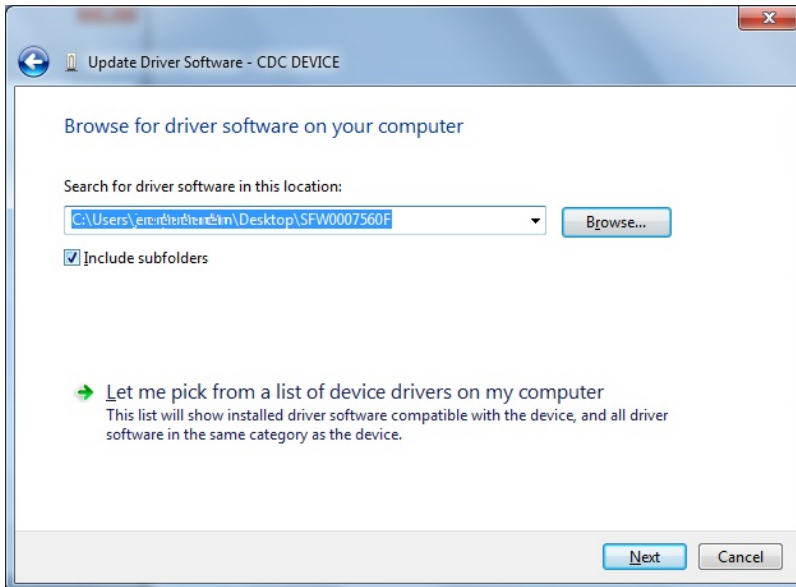 Update Driver Software - CDC DEVICE
Browse for driver software on your computer
Search for driver software in this location:
C:\Users\ \Desktop\SFW0007560F
Browse...
Include subfolders
Let me pick from a list of device drivers on my computer
This list will show installed driver software compatible with the device, and all driver
software in the same category as the device.
Next
Cancel